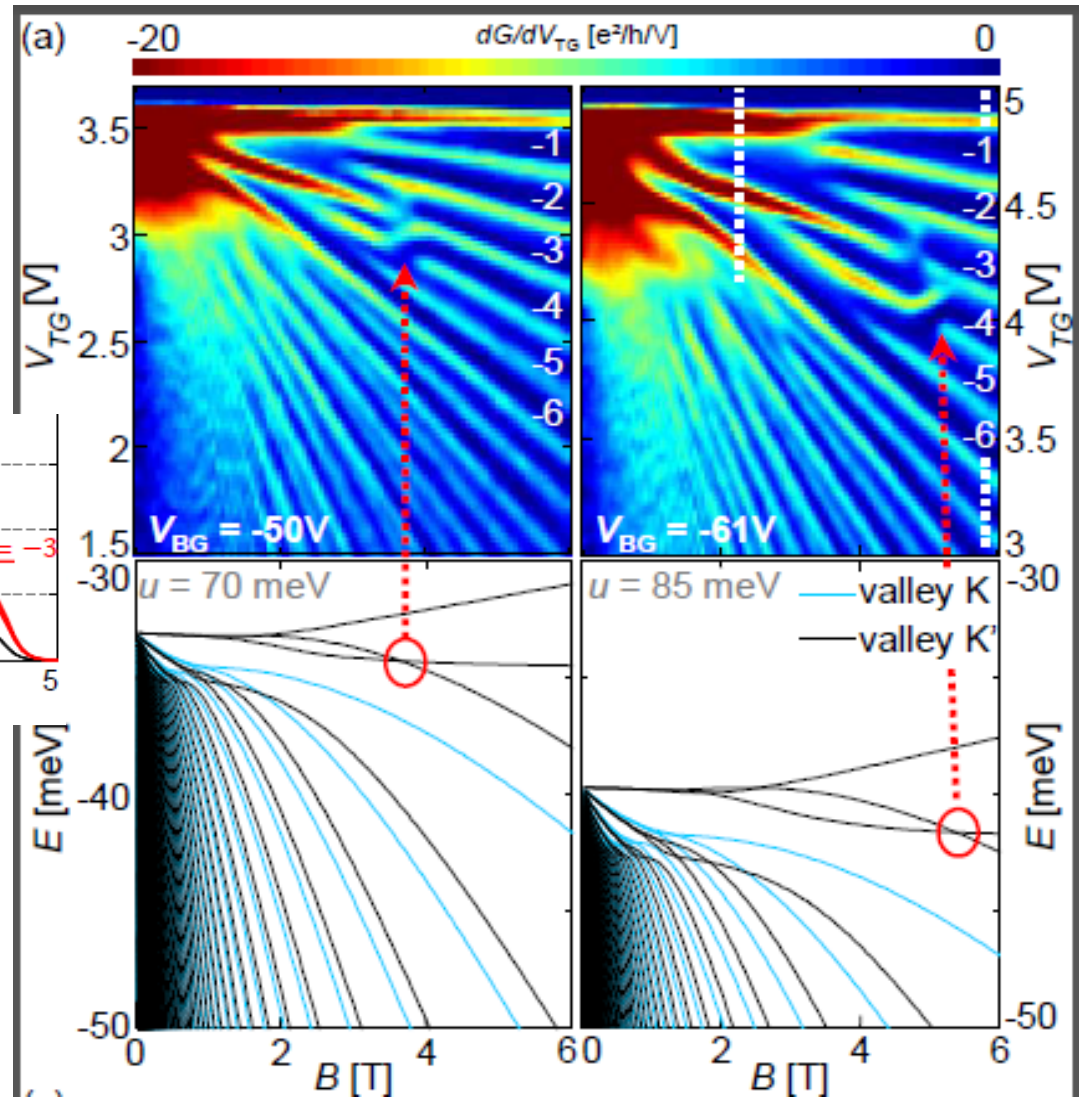 (a)
-20 dG/dV_TG [e²/h/V] 0
3.5
3
2.5
2
1.5
V_TG [V]
-1
-2
-3
-4
-5
-6
V_BG = -50V
5
4.5
4
3.5
3
V_TG [V]
-1
-2
-3
-4
-5
-6
V_BG = -61V
−3
5
-30
-40
-50
E [meV]
u = 70 meV
0 2 4 6
B [T]
u = 85 meV
valley K
valley K'
-30
-50
E [meV]
0 2 4 6
B [T]